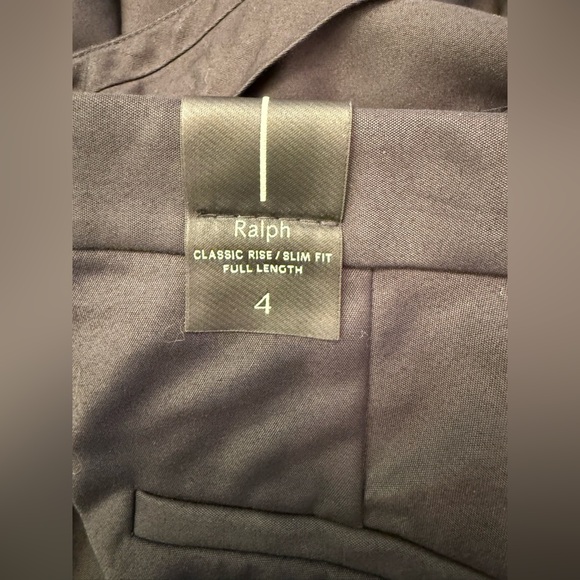 Ralph
CLASSIC RISE / SLIM FIT
FULL LENGTH
4